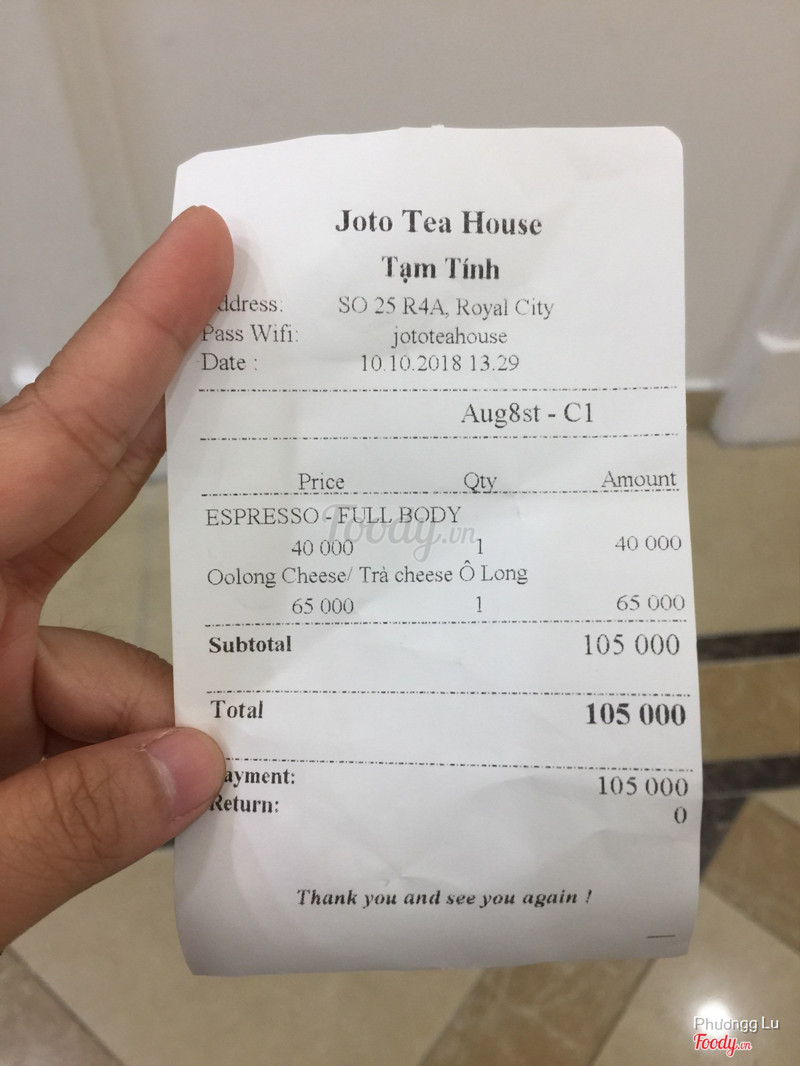 Joto Tea House
Tạm Tính
ddress: SO 25 R4A, Royal City
Pass Wifi: jototeahouse
Date : 10.10.2018 13.29
Aug8st - C1
Price Qty Amount
ESPRESSO - FULL BODY
40 000 1 40 000
Oolong Cheese/ Trà cheese Ô Long
65 000 1 65 000
Subtotal 105 000
Total 105 000
ayment: 105 000
Return: 0
Thank you and see you again !
Foody.vn
Phươngg Lu
Foody.vn